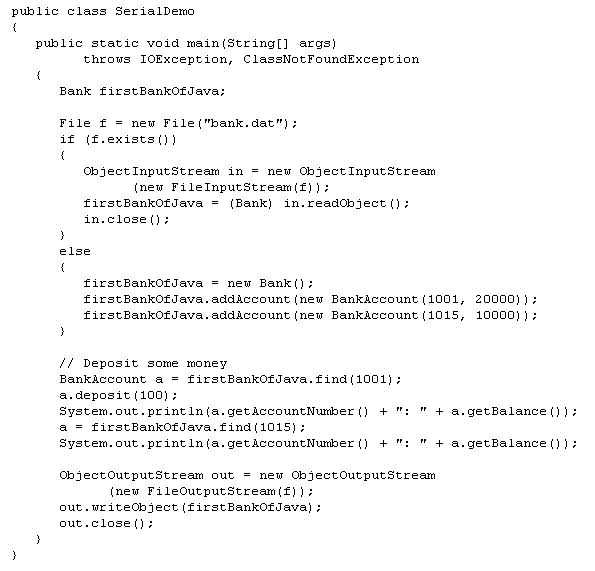 public class SerialDemo
{
   public static void main(String[] args)
         throws IOException, ClassNotFoundException
   {
      Bank firstBankOfJava;

      File f = new File("bank.dat");
      if (f.exists())
      {
         ObjectInputStream in = new ObjectInputStream
               (new FileInputStream(f));
         firstBankOfJava = (Bank) in.readObject();
         in.close();
      }
      else
      {
         firstBankOfJava = new Bank();
         firstBankOfJava.addAccount(new BankAccount(1001, 20000));
         firstBankOfJava.addAccount(new BankAccount(1015, 10000));
      }

      // Deposit some money
      BankAccount a = firstBankOfJava.find(1001);
      a.deposit(100);
      System.out.println(a.getAccountNumber() + ": " + a.getBalance());
      a = firstBankOfJava.find(1015);
      System.out.println(a.getAccountNumber() + ": " + a.getBalance());

      ObjectOutputStream out = new ObjectOutputStream
            (new FileOutputStream(f));
      out.writeObject(firstBankOfJava);
      out.close();
   }
}